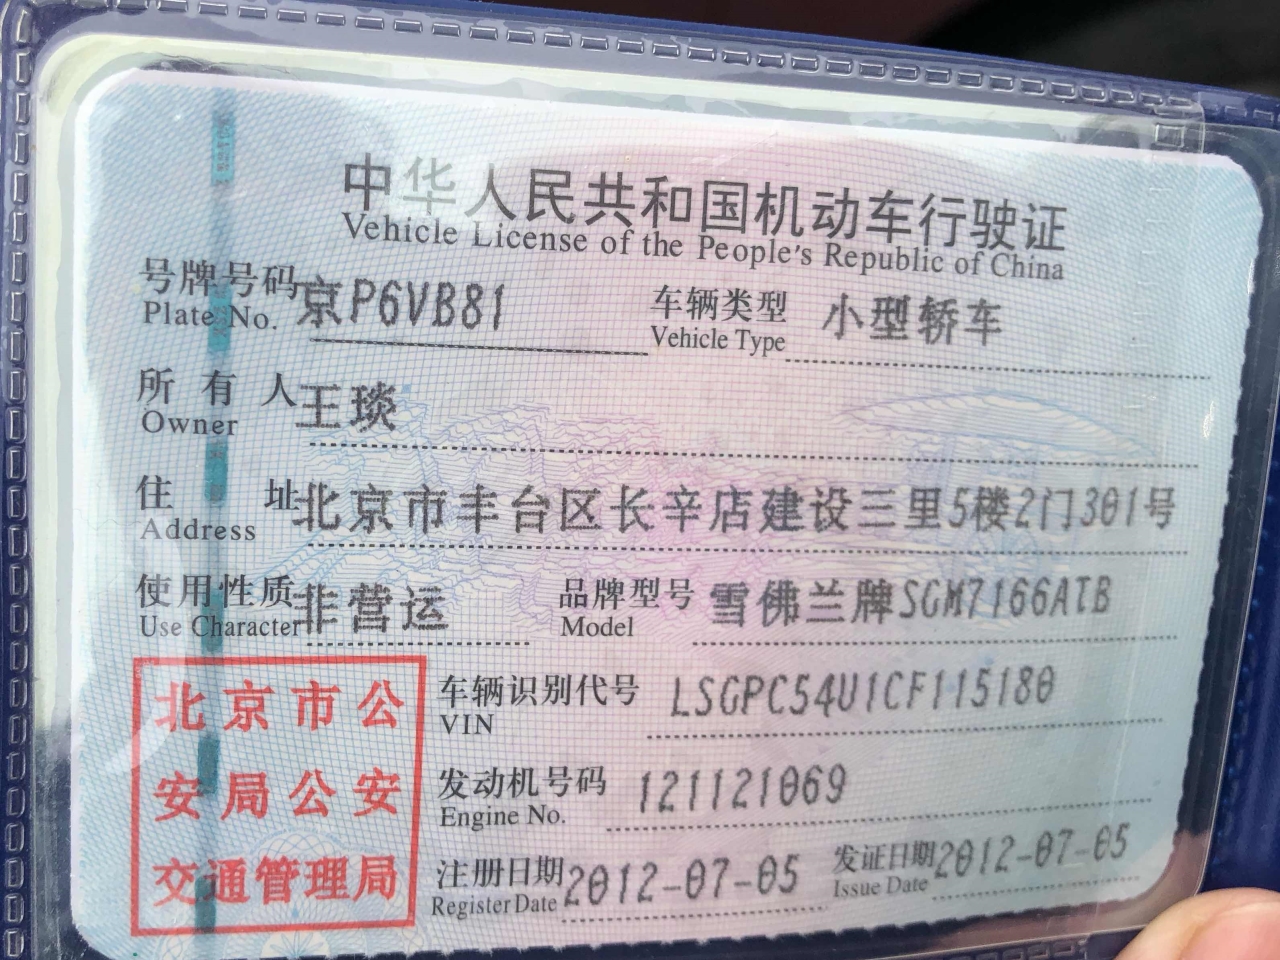 中华人民共和国机动车行驶证
Vehicle License of the People's Republic of China
号牌号码 京P6VB81 车辆类型 小型轿车
Plate No. Vehicle Type
所有人 王琰
Owner
住址 北京市丰台区长辛店建设三里5楼2门301号
Address
使用性质 非营运 品牌型号 雪佛兰牌SGM7166ATB
Use Character Model
北京市公
安局公安
交通管理局
车辆识别代号 LSGPC54U1CF115180
VIN
发动机号码 121121069
Engine No.
注册日期 2012-07-05 发证日期 2012-07-05
Register Date Issue Date